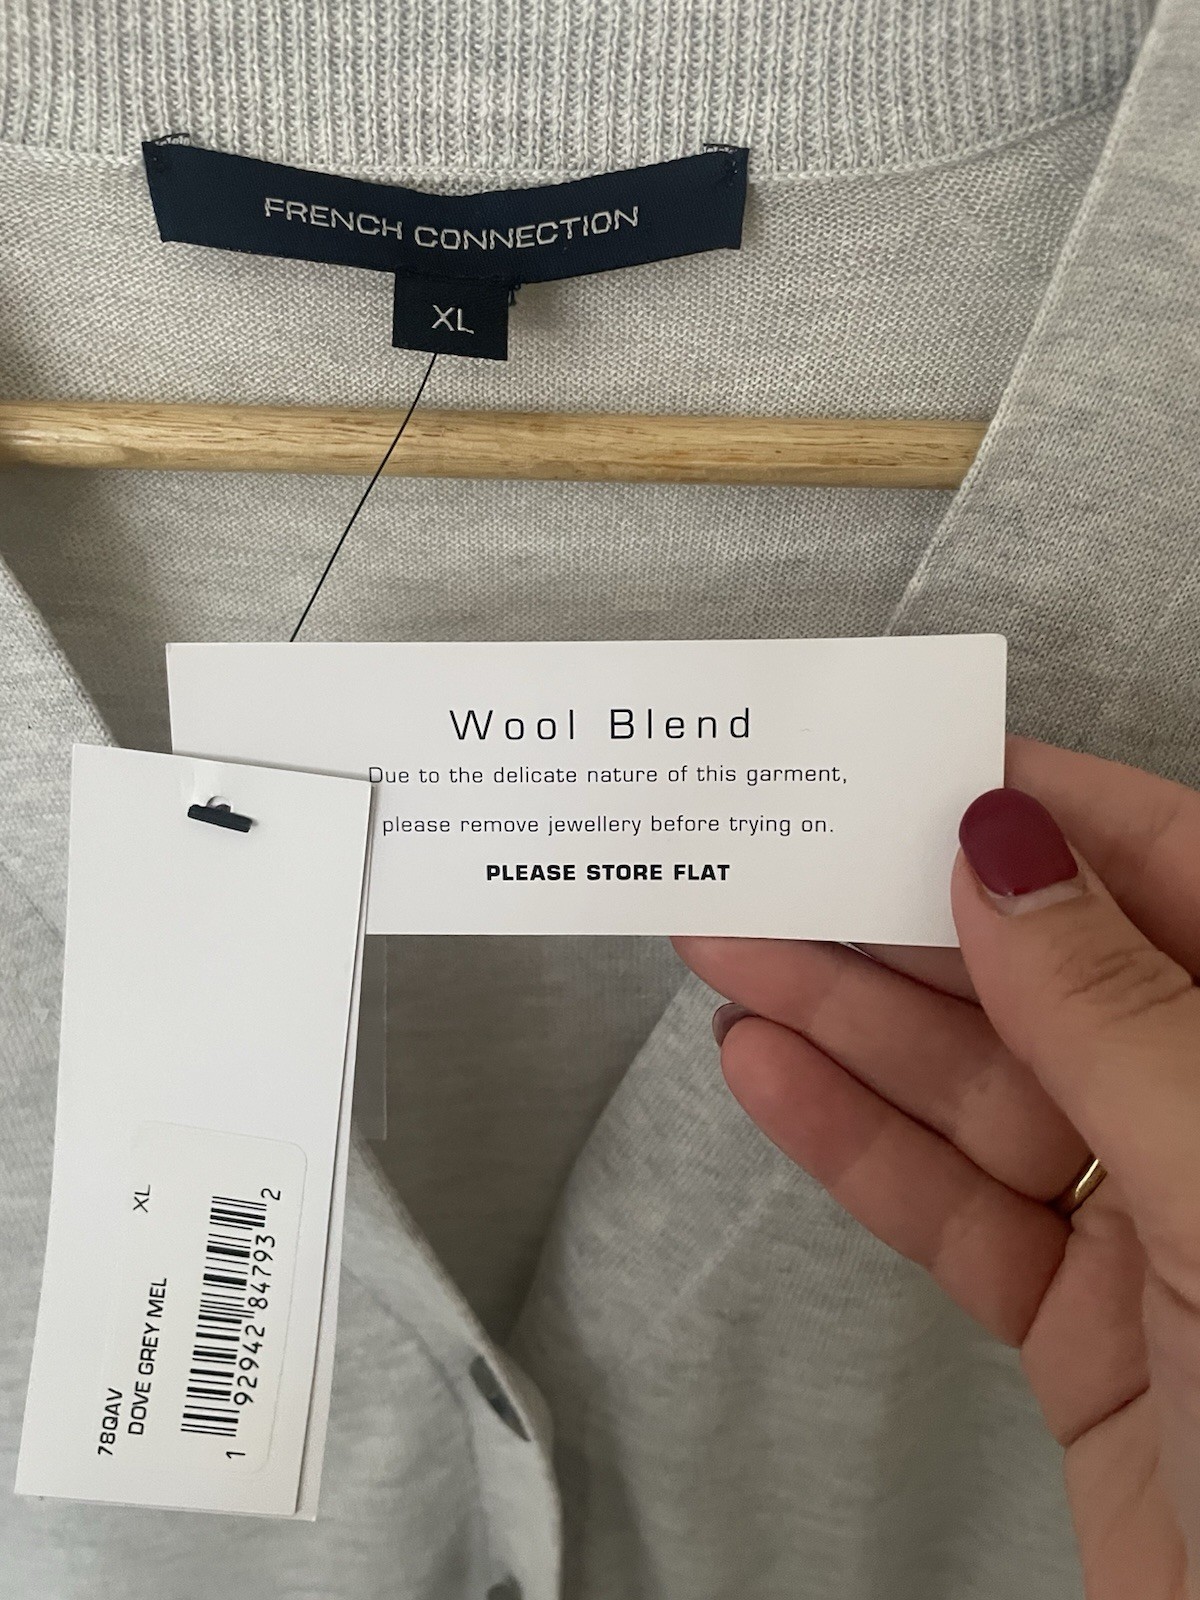 FRENCH CONNECTION
XL
Wool Blend
Due to the delicate nature of this garment,
please remove jewellery before trying on.
PLEASE STORE FLAT
78QAV
DOVE GREY MEL
XL
1 92942 84793 2